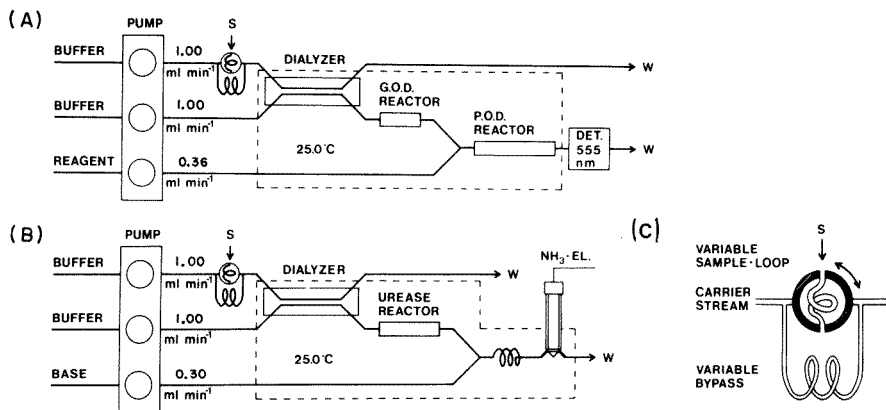 (A)
PUMP
S
BUFFER
1.00
ml min⁻¹
DIALYZER
W
G.O.D.
REACTOR
BUFFER
1.00
ml min⁻¹
P.O.D.
REACTOR
25.0°C
DET.
555
nm
W
REAGENT
0.36
ml min⁻¹
(B)
PUMP
S
BUFFER
1.00
ml min⁻¹
DIALYZER
W
NH₃-EL.
UREASE
REACTOR
BUFFER
1.00
ml min⁻¹
25.0°C
W
BASE
0.30
ml min⁻¹
(C)
S
VARIABLE
SAMPLE-LOOP
CARRIER
STREAM
VARIABLE
BYPASS